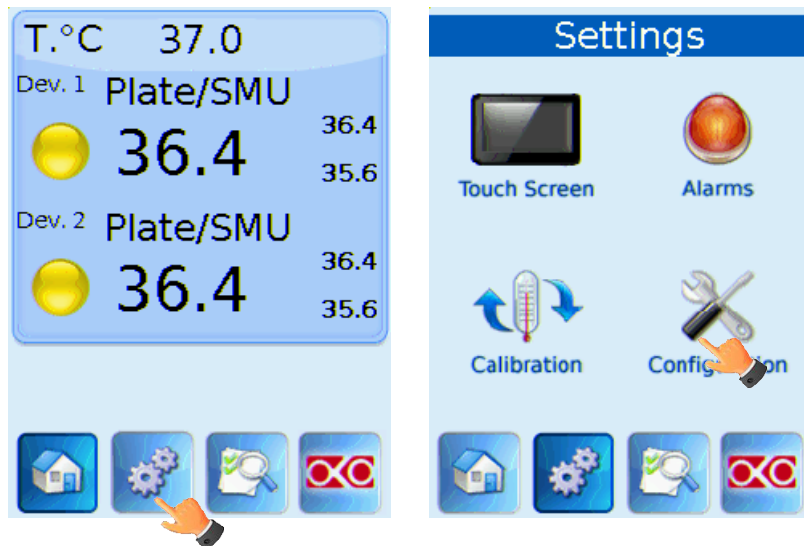 T.°C 37.0
Dev. 1 Plate/SMU
36.4
36.4
35.6
Dev. 2 Plate/SMU
36.4
36.4
35.6
Settings
Touch Screen
Alarms
Calibration